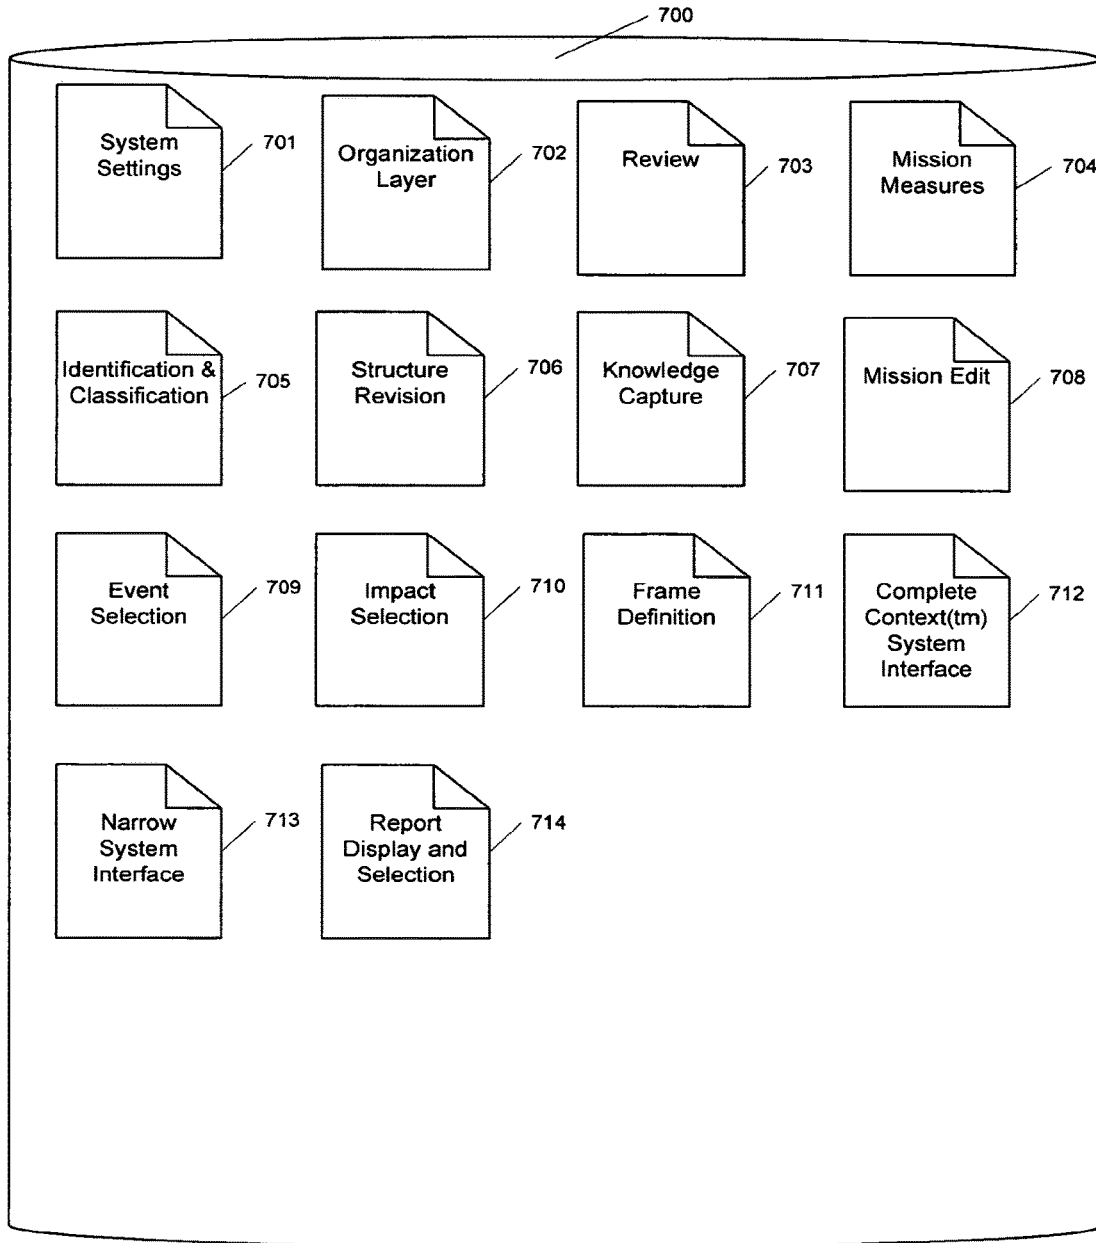 700
System
Settings
701
Organization
Layer
702
Review
703
Mission
Measures
704
Identification &
Classification
705
Structure
Revision
706
Knowledge
Capture
707
Mission Edit
708
Event
Selection
709
Impact
Selection
710
Frame
Definition
711
Complete
Context(tm)
System
Interface
712
Narrow
System
Interface
713
Report
Display and
Selection
714